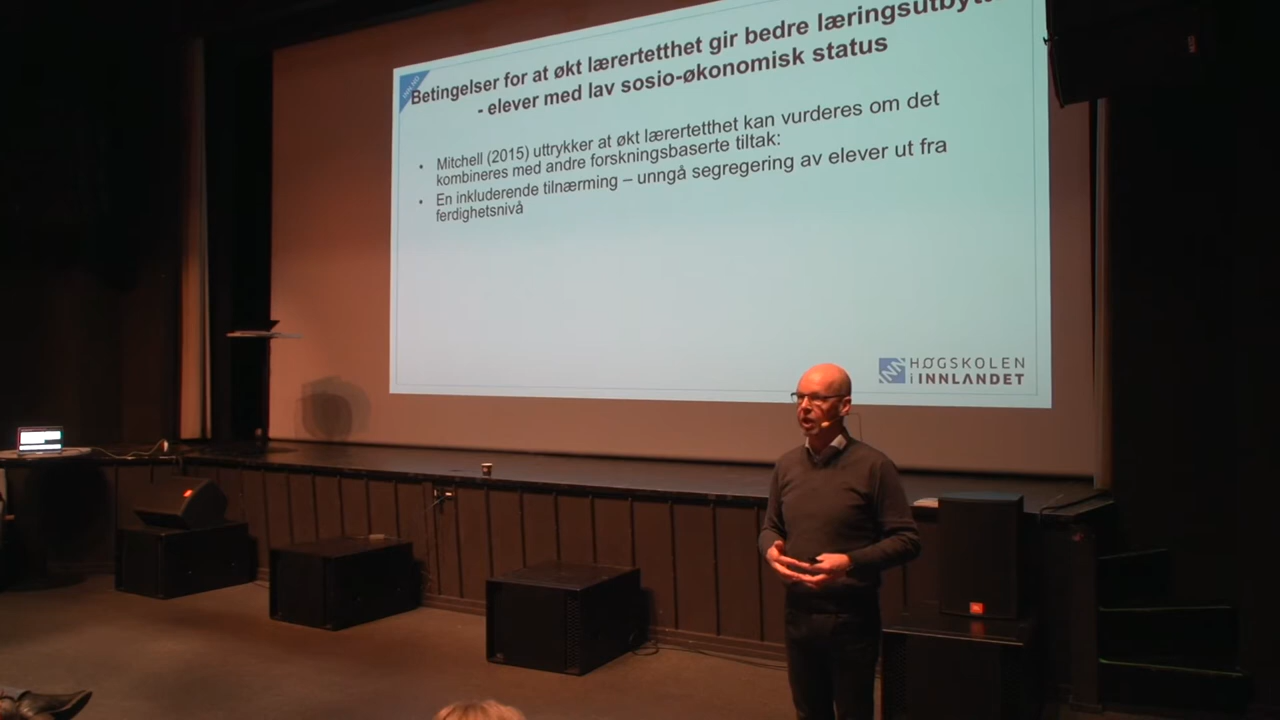 Betingelser for at økt lærertetthet gir bedre læringsutbytte
- elever med lav sosio-økonomisk status
• Mitchell (2015) uttrykker at økt lærertetthet kan vurderes om det
kombineres med andre forskningsbaserte tiltak:
• En inkluderende tilnærming – unngå segregering av elever ut fra
ferdighetsnivå
INN
HØGSKOLEN
i INNLANDET